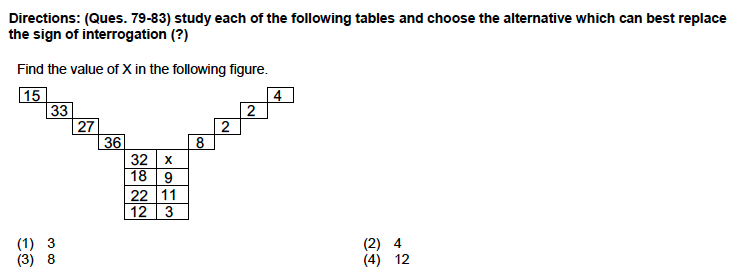 Directions: (Ques. 79-83) study each of the following tables and choose the alternative which can best replace
the sign of interrogation (?)
Find the value of X in the following figure.
15 4
33 2
27 2
36 8
32 x
18 9
22 11
12 3
(1) 3 (2) 4
(3) 8 (4) 12